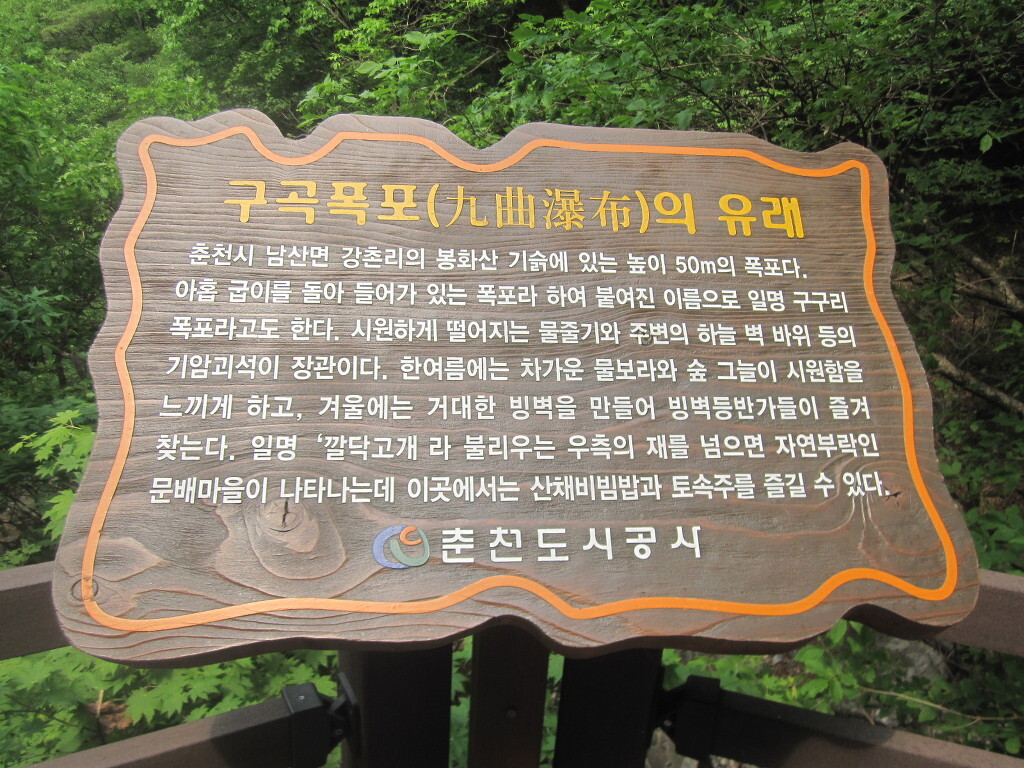 구곡폭포(九曲瀑布)의 유래
춘천시 남산면 강촌리의 봉화산 기슭에 있는 높이 50m의 폭포다.
아홉 굽이를 돌아 들어가 있는 폭포라 하여 붙여진 이름으로 일명 구구리
폭포라고도 한다. 시원하게 떨어지는 물줄기와 주변의 하늘 벽 바위 등의
기암괴석이 장관이다. 한여름에는 차가운 물보라와 숲 그늘이 시원함을
느끼게 하고, 겨울에는 거대한 빙벽을 만들어 빙벽등반가들이 즐겨
찾는다. 일명 ‘깔닥고개 라 불리우는 우측의 재를 넘으면 자연부락인
문배마을이 나타나는데 이곳에서는 산채비빔밥과 토속주를 즐길 수 있다.
춘천도시공사